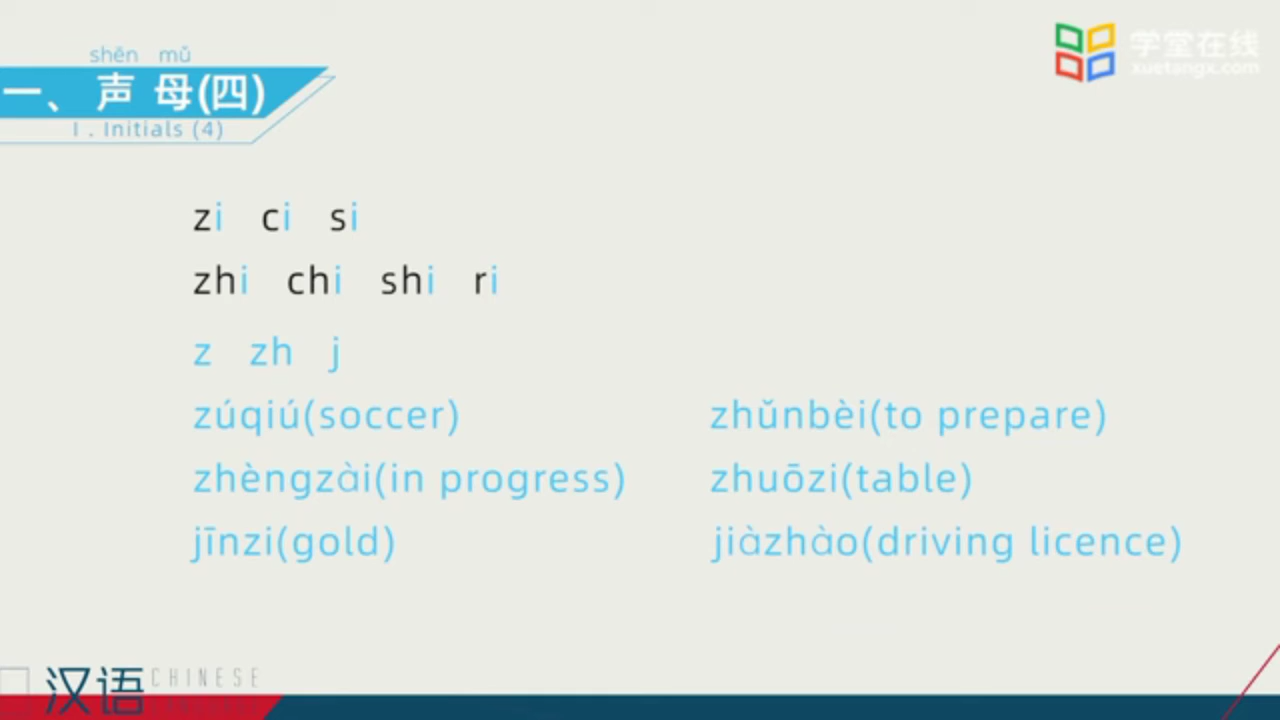 shēn mǔ
一、声母(四)
I . Initials (4)
学堂在线
xuetangx.com
zi ci si
zhi chi shi ri
z zh j
zúqiú(soccer) zhǔnbèi(to prepare)
zhèngzài(in progress) zhuōzi(table)
jīnzi(gold) jiàzhào(driving licence)
汉语 CHINESE